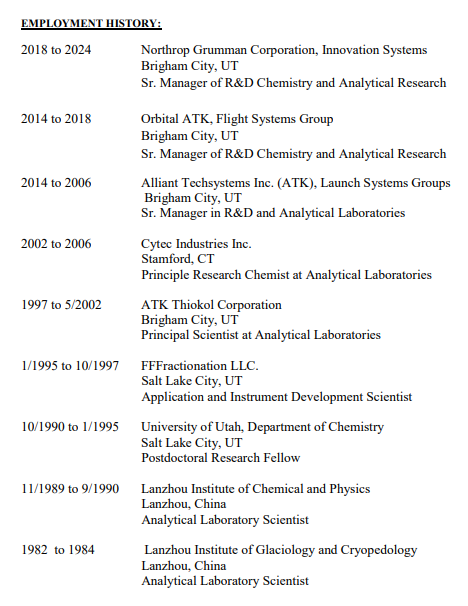 EMPLOYMENT HISTORY:
2018 to 2024 Northrop Grumman Corporation, Innovation Systems
Brigham City, UT
Sr. Manager of R&D Chemistry and Analytical Research
2014 to 2018 Orbital ATK, Flight Systems Group
Brigham City, UT
Sr. Manager of R&D Chemistry and Analytical Research
2014 to 2006 Alliant Techsystems Inc. (ATK), Launch Systems Groups
Brigham City, UT
Sr. Manager in R&D and Analytical Laboratories
2002 to 2006 Cytec Industries Inc.
Stamford, CT
Principle Research Chemist at Analytical Laboratories
1997 to 5/2002 ATK Thiokol Corporation
Brigham City, UT
Principal Scientist at Analytical Laboratories
1/1995 to 10/1997 FFFractionation LLC.
Salt Lake City, UT
Application and Instrument Development Scientist
10/1990 to 1/1995 University of Utah, Department of Chemistry
Salt Lake City, UT
Postdoctoral Research Fellow
11/1989 to 9/1990 Lanzhou Institute of Chemical and Physics
Lanzhou, China
Analytical Laboratory Scientist
1982 to 1984 Lanzhou Institute of Glaciology and Cryopedology
Lanzhou, China
Analytical Laboratory Scientist